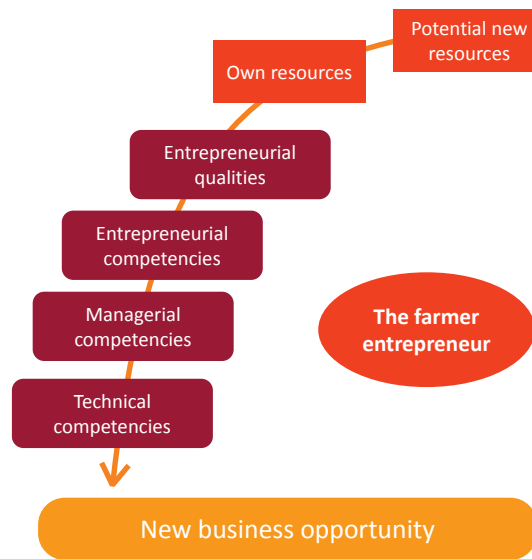 Potential new
resources
Own resources
Entrepreneurial
qualities
Entrepreneurial
competencies
Managerial
competencies
The farmer
entrepreneur
Technical
competencies
New business opportunity